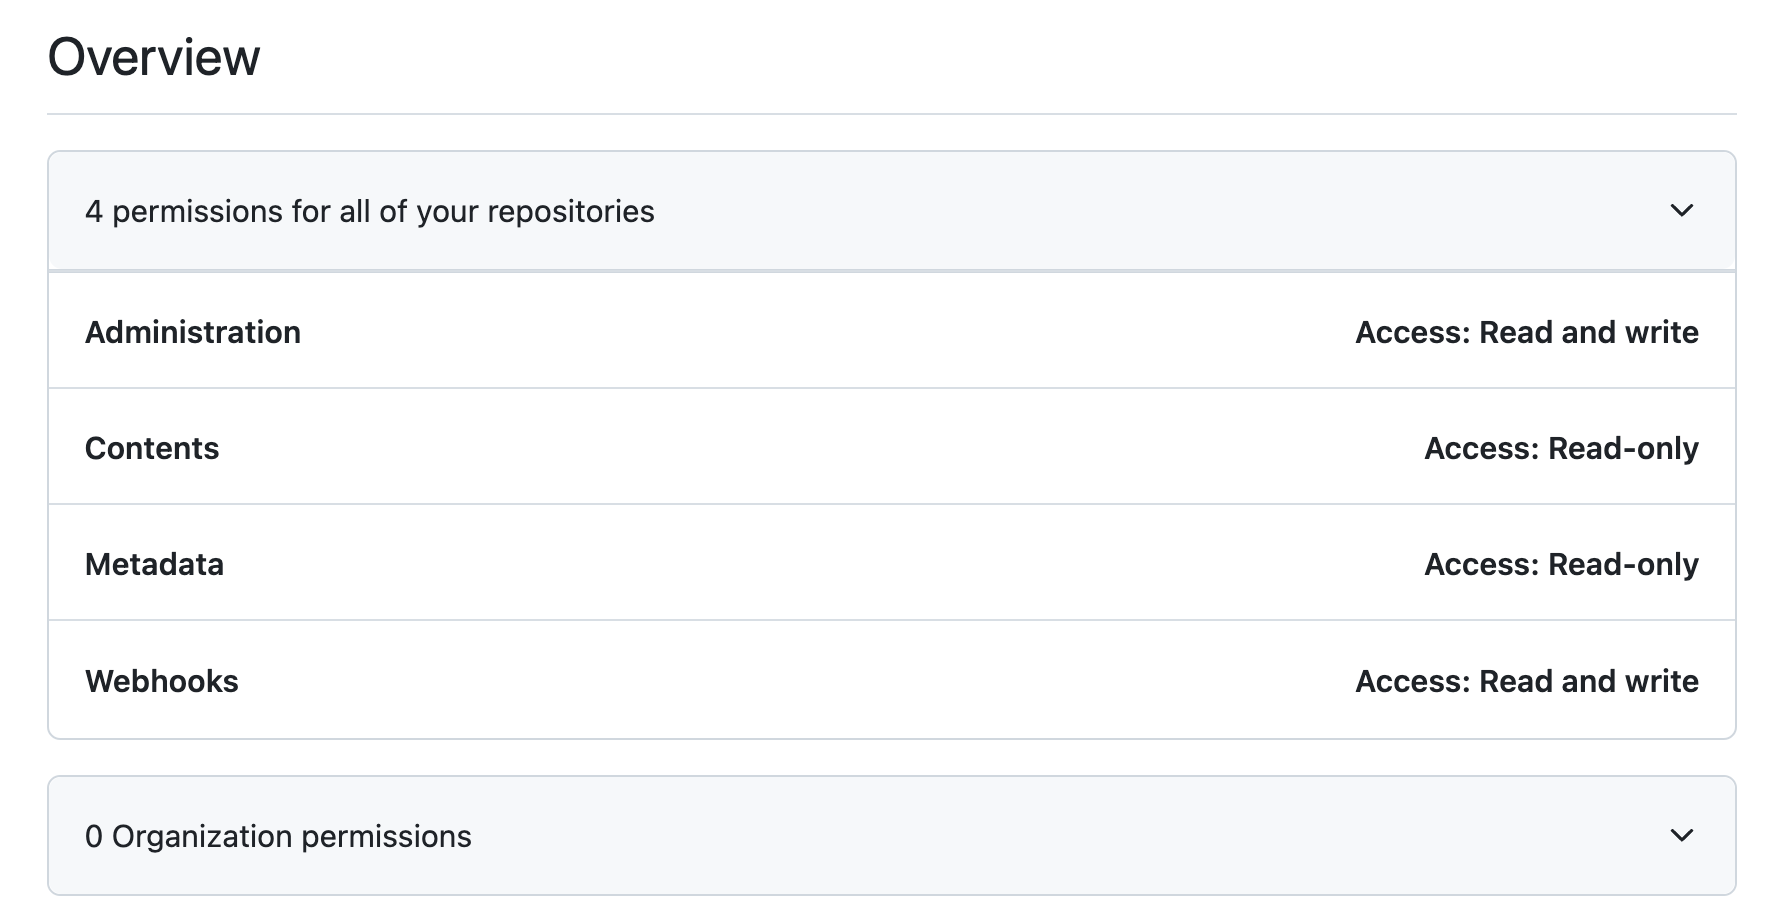 Overview
4 permissions for all of your repositories
Administration Access: Read and write
Contents Access: Read-only
Metadata Access: Read-only
Webhooks Access: Read and write
0 Organization permissions